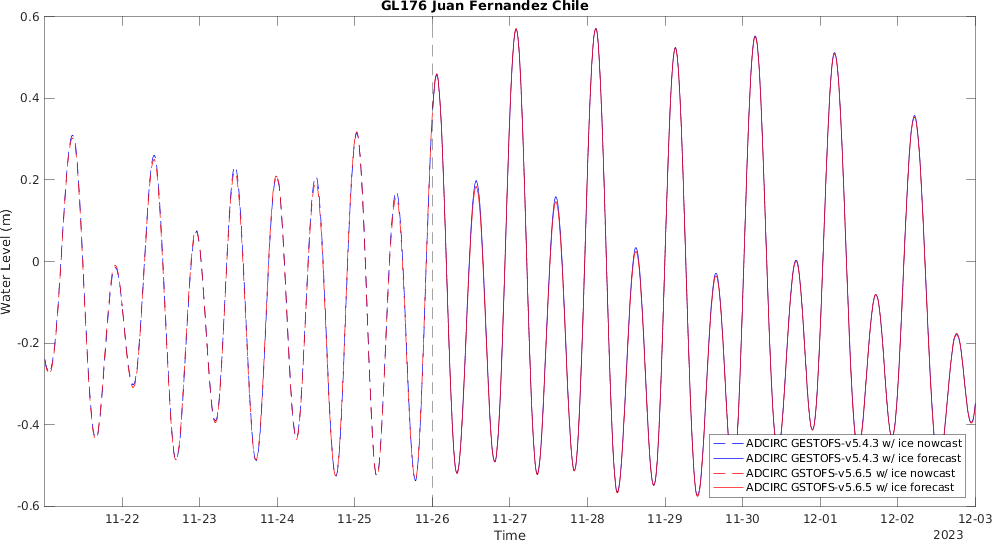 GL176 Juan Fernandez Chile
0.6
0.4
0.2
0
-0.2
-0.4
-0.6
Water Level (m)
ADCIRC GESTOFS-v5.4.3 w/ ice nowcast
ADCIRC GESTOFS-v5.4.3 w/ ice forecast
ADCIRC GSTOFS-v5.6.5 w/ ice nowcast
ADCIRC GSTOFS-v5.6.5 w/ ice forecast
11-22 11-23 11-24 11-25 11-26 11-27 11-28 11-29 11-30 12-01 12-02 12-03
Time
2023